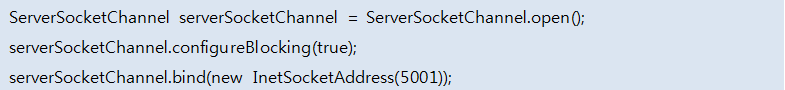 ServerSocketChannel serverSocketChannel = ServerSocketChannel.open();
serverSocketChannel.configureBlocking(true);
serverSocketChannel.bind(new InetSocketAddress(5001));